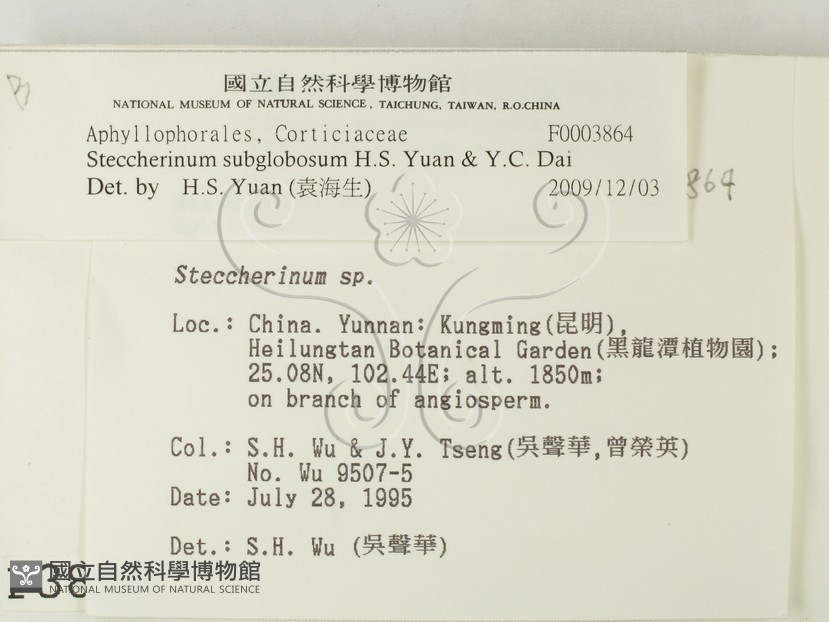 國立自然科學博物館
NATIONAL MUSEUM OF NATURAL SCIENCE, TAICHUNG, TAIWAN, R.O.CHINA
Aphyllophorales, Corticiaceae F0003864
Steccherinum subglobosum H.S. Yuan & Y.C. Dai
Det. by H.S. Yuan (袁海生) 2009/12/03
864
Steccherinum sp.
Loc.: China. Yunnan: Kungming(昆明),
Heilungtan Botanical Garden(黑龍潭植物園);
25.08N, 102.44E; alt. 1850m;
on branch of angiosperm.
Col.: S.H. Wu & J.Y. Tseng(吳聲華,曾榮英)
No. Wu 9507-5
Date: July 28, 1995
Det.: S.H. Wu (吳聲華)
國立自然科學博物館
NATIONAL MUSEUM OF NATURAL SCIENCE